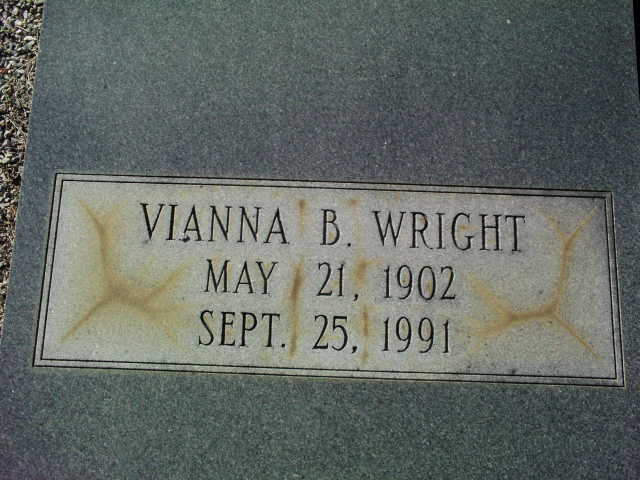 VIANNA B. WRIGHT
MAY 21, 1902
SEPT. 25, 1991